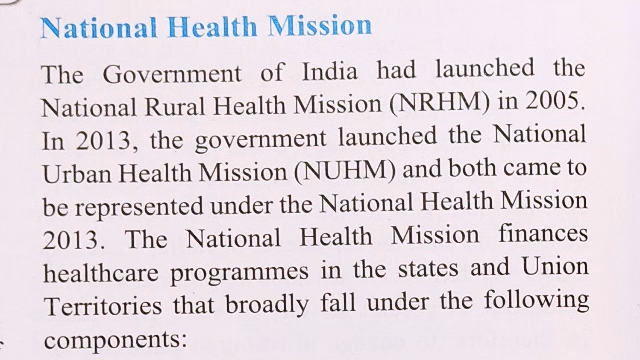 National Health Mission
The Government of India had launched the
National Rural Health Mission (NRHM) in 2005.
In 2013, the government launched the National
Urban Health Mission (NUHM) and both came to
be represented under the National Health Mission
2013. The National Health Mission finances
healthcare programmes in the states and Union
Territories that broadly fall under the following
components: